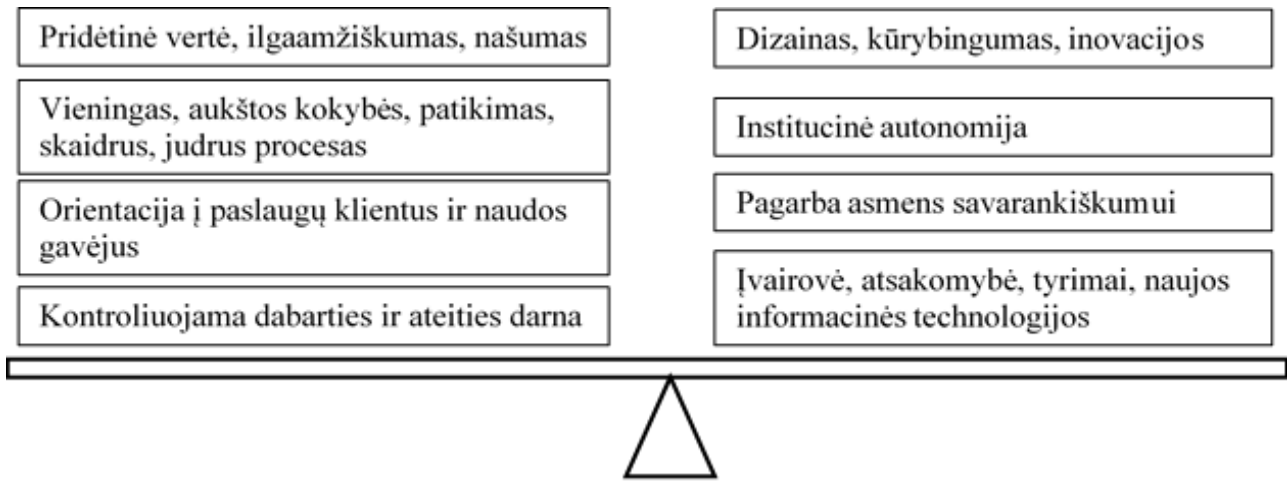 Pridėtinė vertė, ilgaamžiškumas, našumas
Vieningas, aukštos kokybės, patikimas,
skaidrus, judrus procesas
Orientacija į paslaugų klientus ir naudos
gavėjus
Kontroliuojama dabarties ir ateities darna
Dizainas, kūrybingumas, inovacijos
Institucinė autonomija
Pagarba asmens savarankiškumui
Įvairovė, atsakomybė, tyrimai, naujos
informacinės technologijos